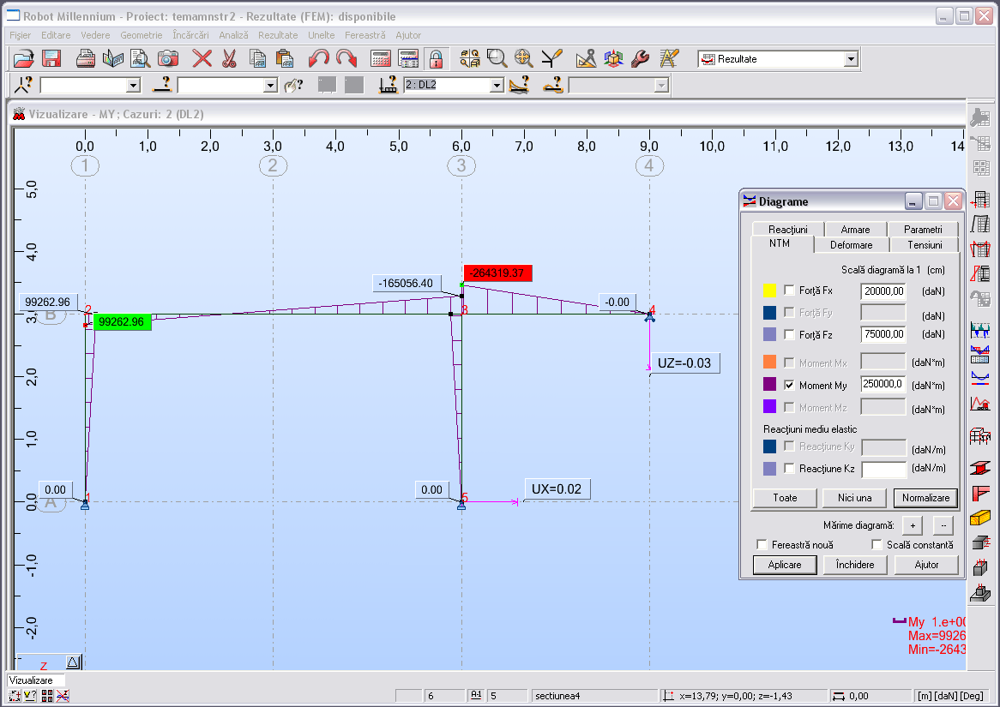 Robot Millennium - Proiect: temamnstr2 - Rezultate (FEM): disponibile
Fişier Editare Vedere Geometrie Încărcări Analiză Rezultate Unelte Fereastră Ajutor
Rezultate
2 : DL2
Vizualizare - MY; Cazuri: 2 (DL2)
0,0 1,0 3,0 4,0 5,0 6,0 7,0 8,0 9,0 10,0 11,0 12,0 13,0 14
1 2 3 4
5,0
4,0
-264319.37
-165056.40
99262.96 2 3 -0.00 4
3,0 B 99262.96
UZ=-0.03
2,0
1,0
0.00 0.00 UX=0.02
0,0 A 1 5
-1,0
-2,0
My 1.e+00
Max=9926
Min=-2643
Z
Diagrame
Reacţiuni Armare Parametri
NTM Deformare Tensiuni
Scală diagramă la 1 (cm)
Forţă Fx 20000,00 (daN)
Forţă Fy (daN)
Forţă Fz 75000,00 (daN)
Moment Mx (daN*m)
Moment My 250000,0 (daN*m)
Moment Mz (daN*m)
Reacţiuni mediu elastic
Reacţiune Ky (daN/m)
Reacţiune Kz (daN/m)
Toate Nici una Normalizare
Mărime diagramă: + --
Fereastră nouă Scală constantă
Aplicare Închidere Ajutor
Vizualizare
6 5 sectiunea4 x=13,79; y=0,00; z=-1,43 0,00 [m] [daN] [Deg]